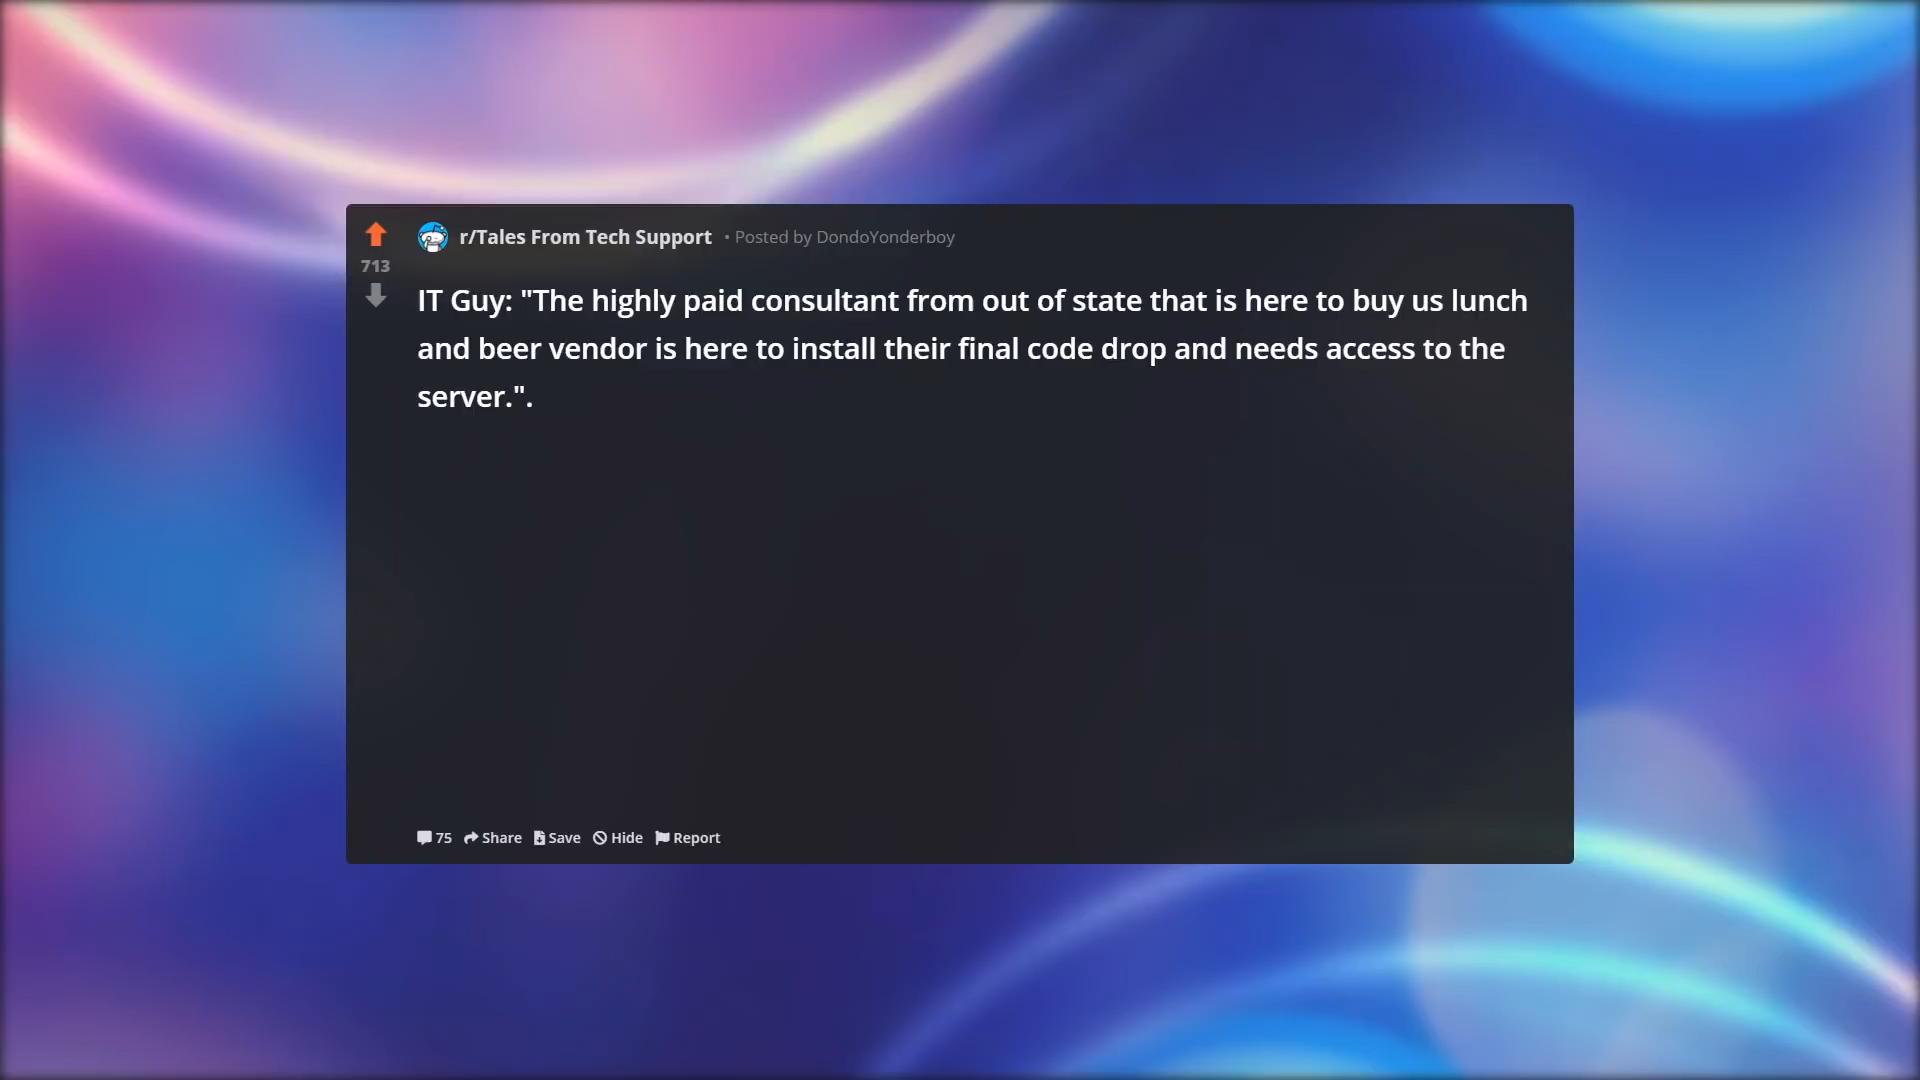 r/Tales From Tech Support • Posted by DondoYonderboy
713
IT Guy: "The highly paid consultant from out of state that is here to buy us lunch
and beer vendor is here to install their final code drop and needs access to the
server.".
75 Share Save Hide Report